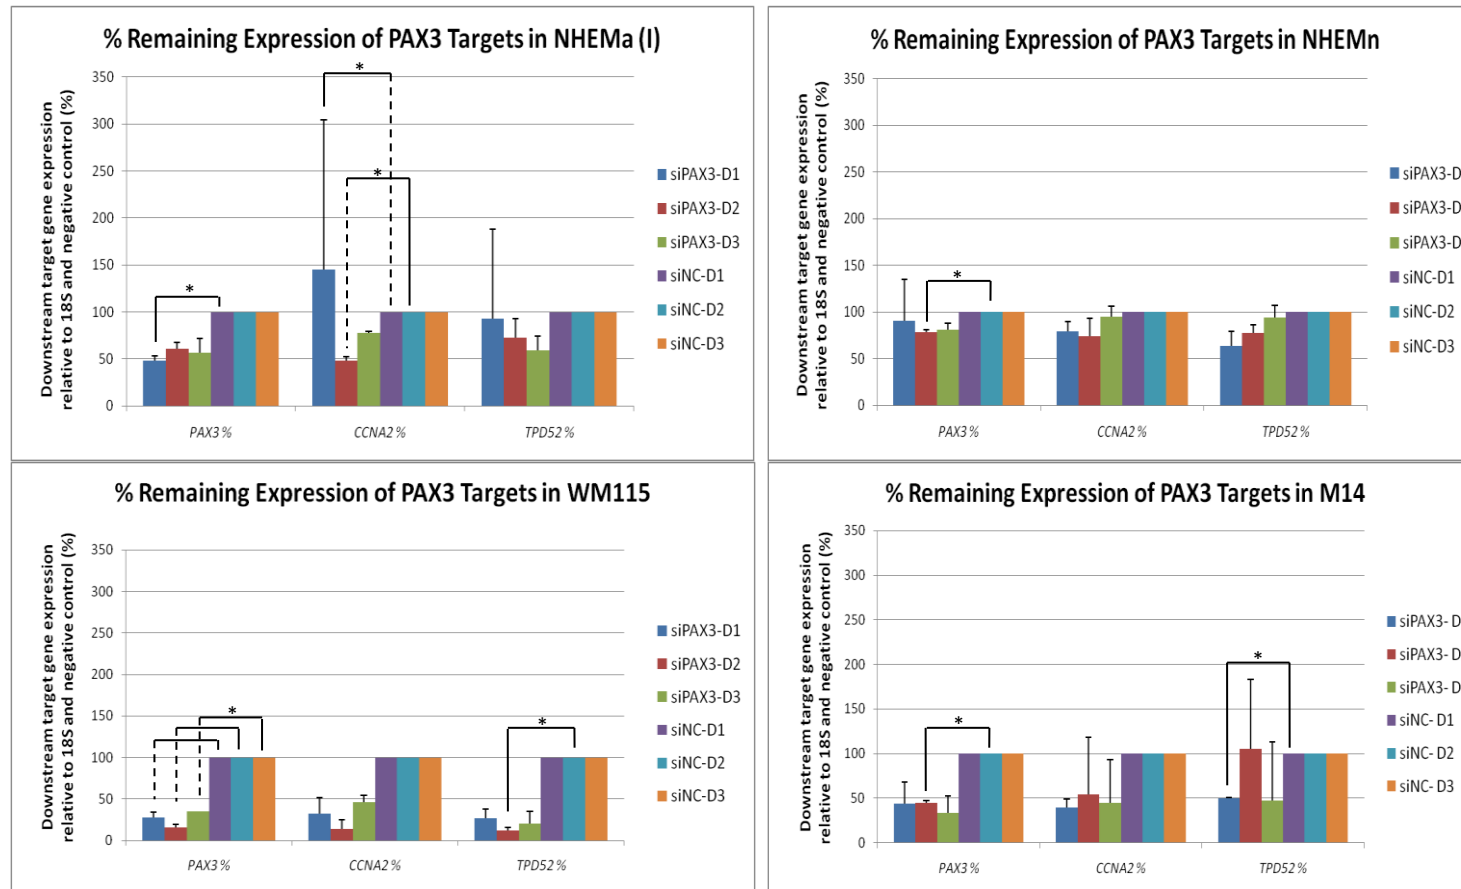 % Remaining Expression of PAX3 Targets in NHEMa (I)
Downstream target gene expression
relative to 18S and negative control (%)
350
300
250
200
150
100
50
0
*
*
*
PAX3 %
CCNA2 %
TPD52 %
siPAX3-D1
siPAX3-D2
siPAX3-D3
siNC-D1
siNC-D2
siNC-D3
% Remaining Expression of PAX3 Targets in NHEMn
Downstream target gene expression
relative to 18S and negative control (%)
350
300
250
200
150
100
50
0
*
PAX3 %
CCNA2 %
TPD52 %
siPAX3-D
siPAX3-D
siPAX3-D
siNC-D1
siNC-D2
siNC-D3
% Remaining Expression of PAX3 Targets in WM115
Downstream target gene expression
relative to 18S and negative control (%)
350
300
250
200
150
100
50
0
*
*
PAX3 %
CCNA2 %
TPD52 %
siPAX3-D1
siPAX3-D2
siPAX3-D3
siNC-D1
siNC-D2
siNC-D3
% Remaining Expression of PAX3 Targets in M14
Downstream target gene expression
relative to 18S and negative control (%)
350
300
250
200
150
100
50
0
*
*
PAX3 %
CCNA2 %
TPD52 %
siPAX3- D
siPAX3- D
siPAX3- D
siNC- D1
siNC- D2
siNC- D3